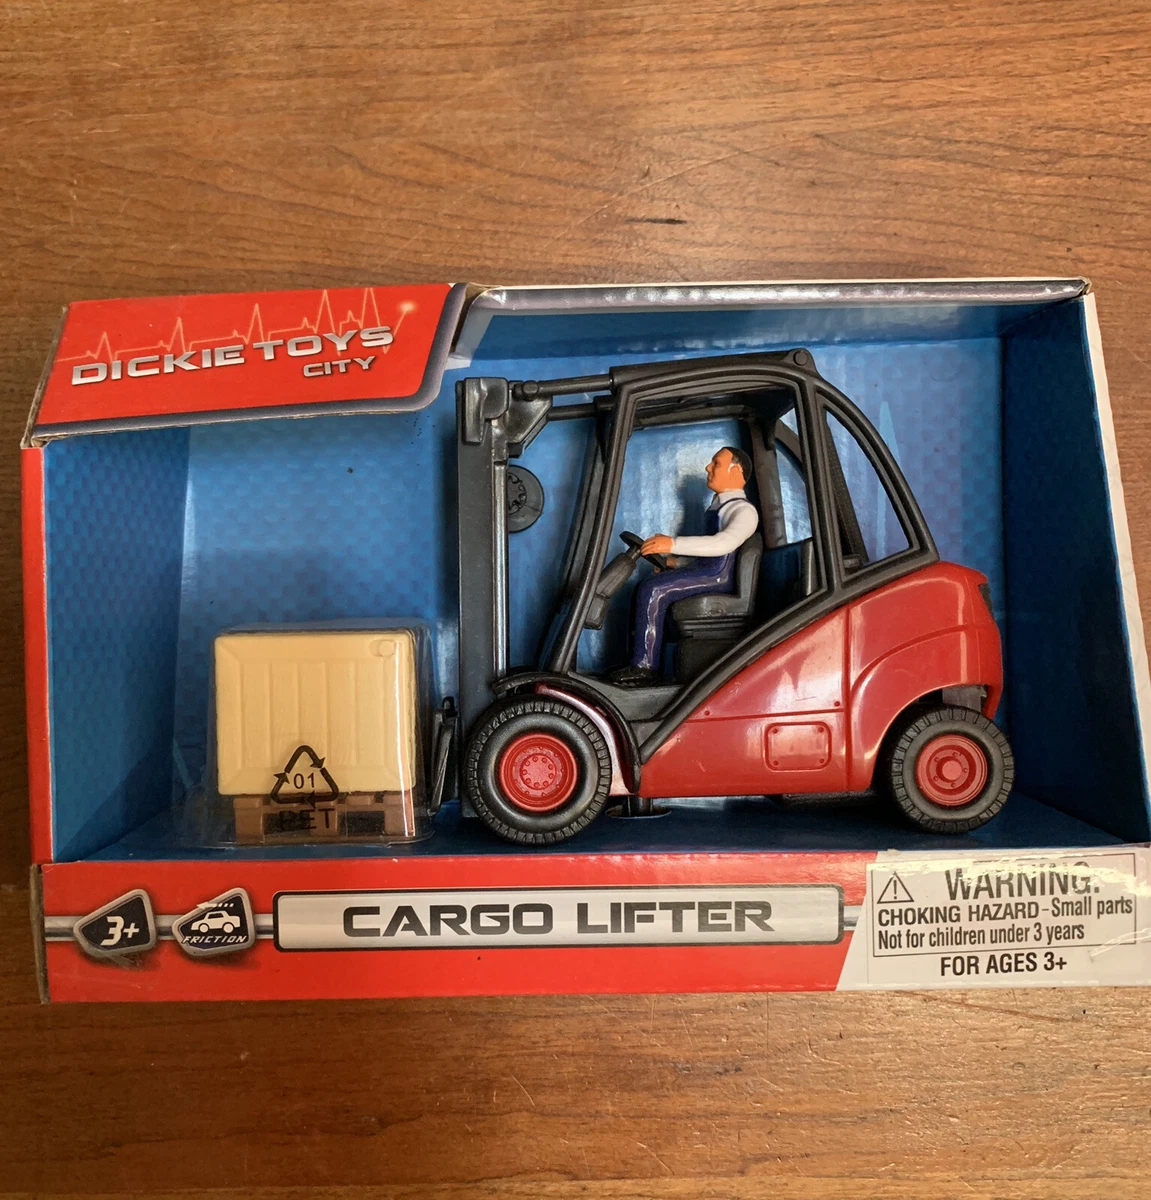 DICKIE TOYS
CITY
01
PET
3+
FRICTION
CARGO LIFTER
WARNING:
CHOKING HAZARD-Small parts
Not for children under 3 years
FOR AGES 3+